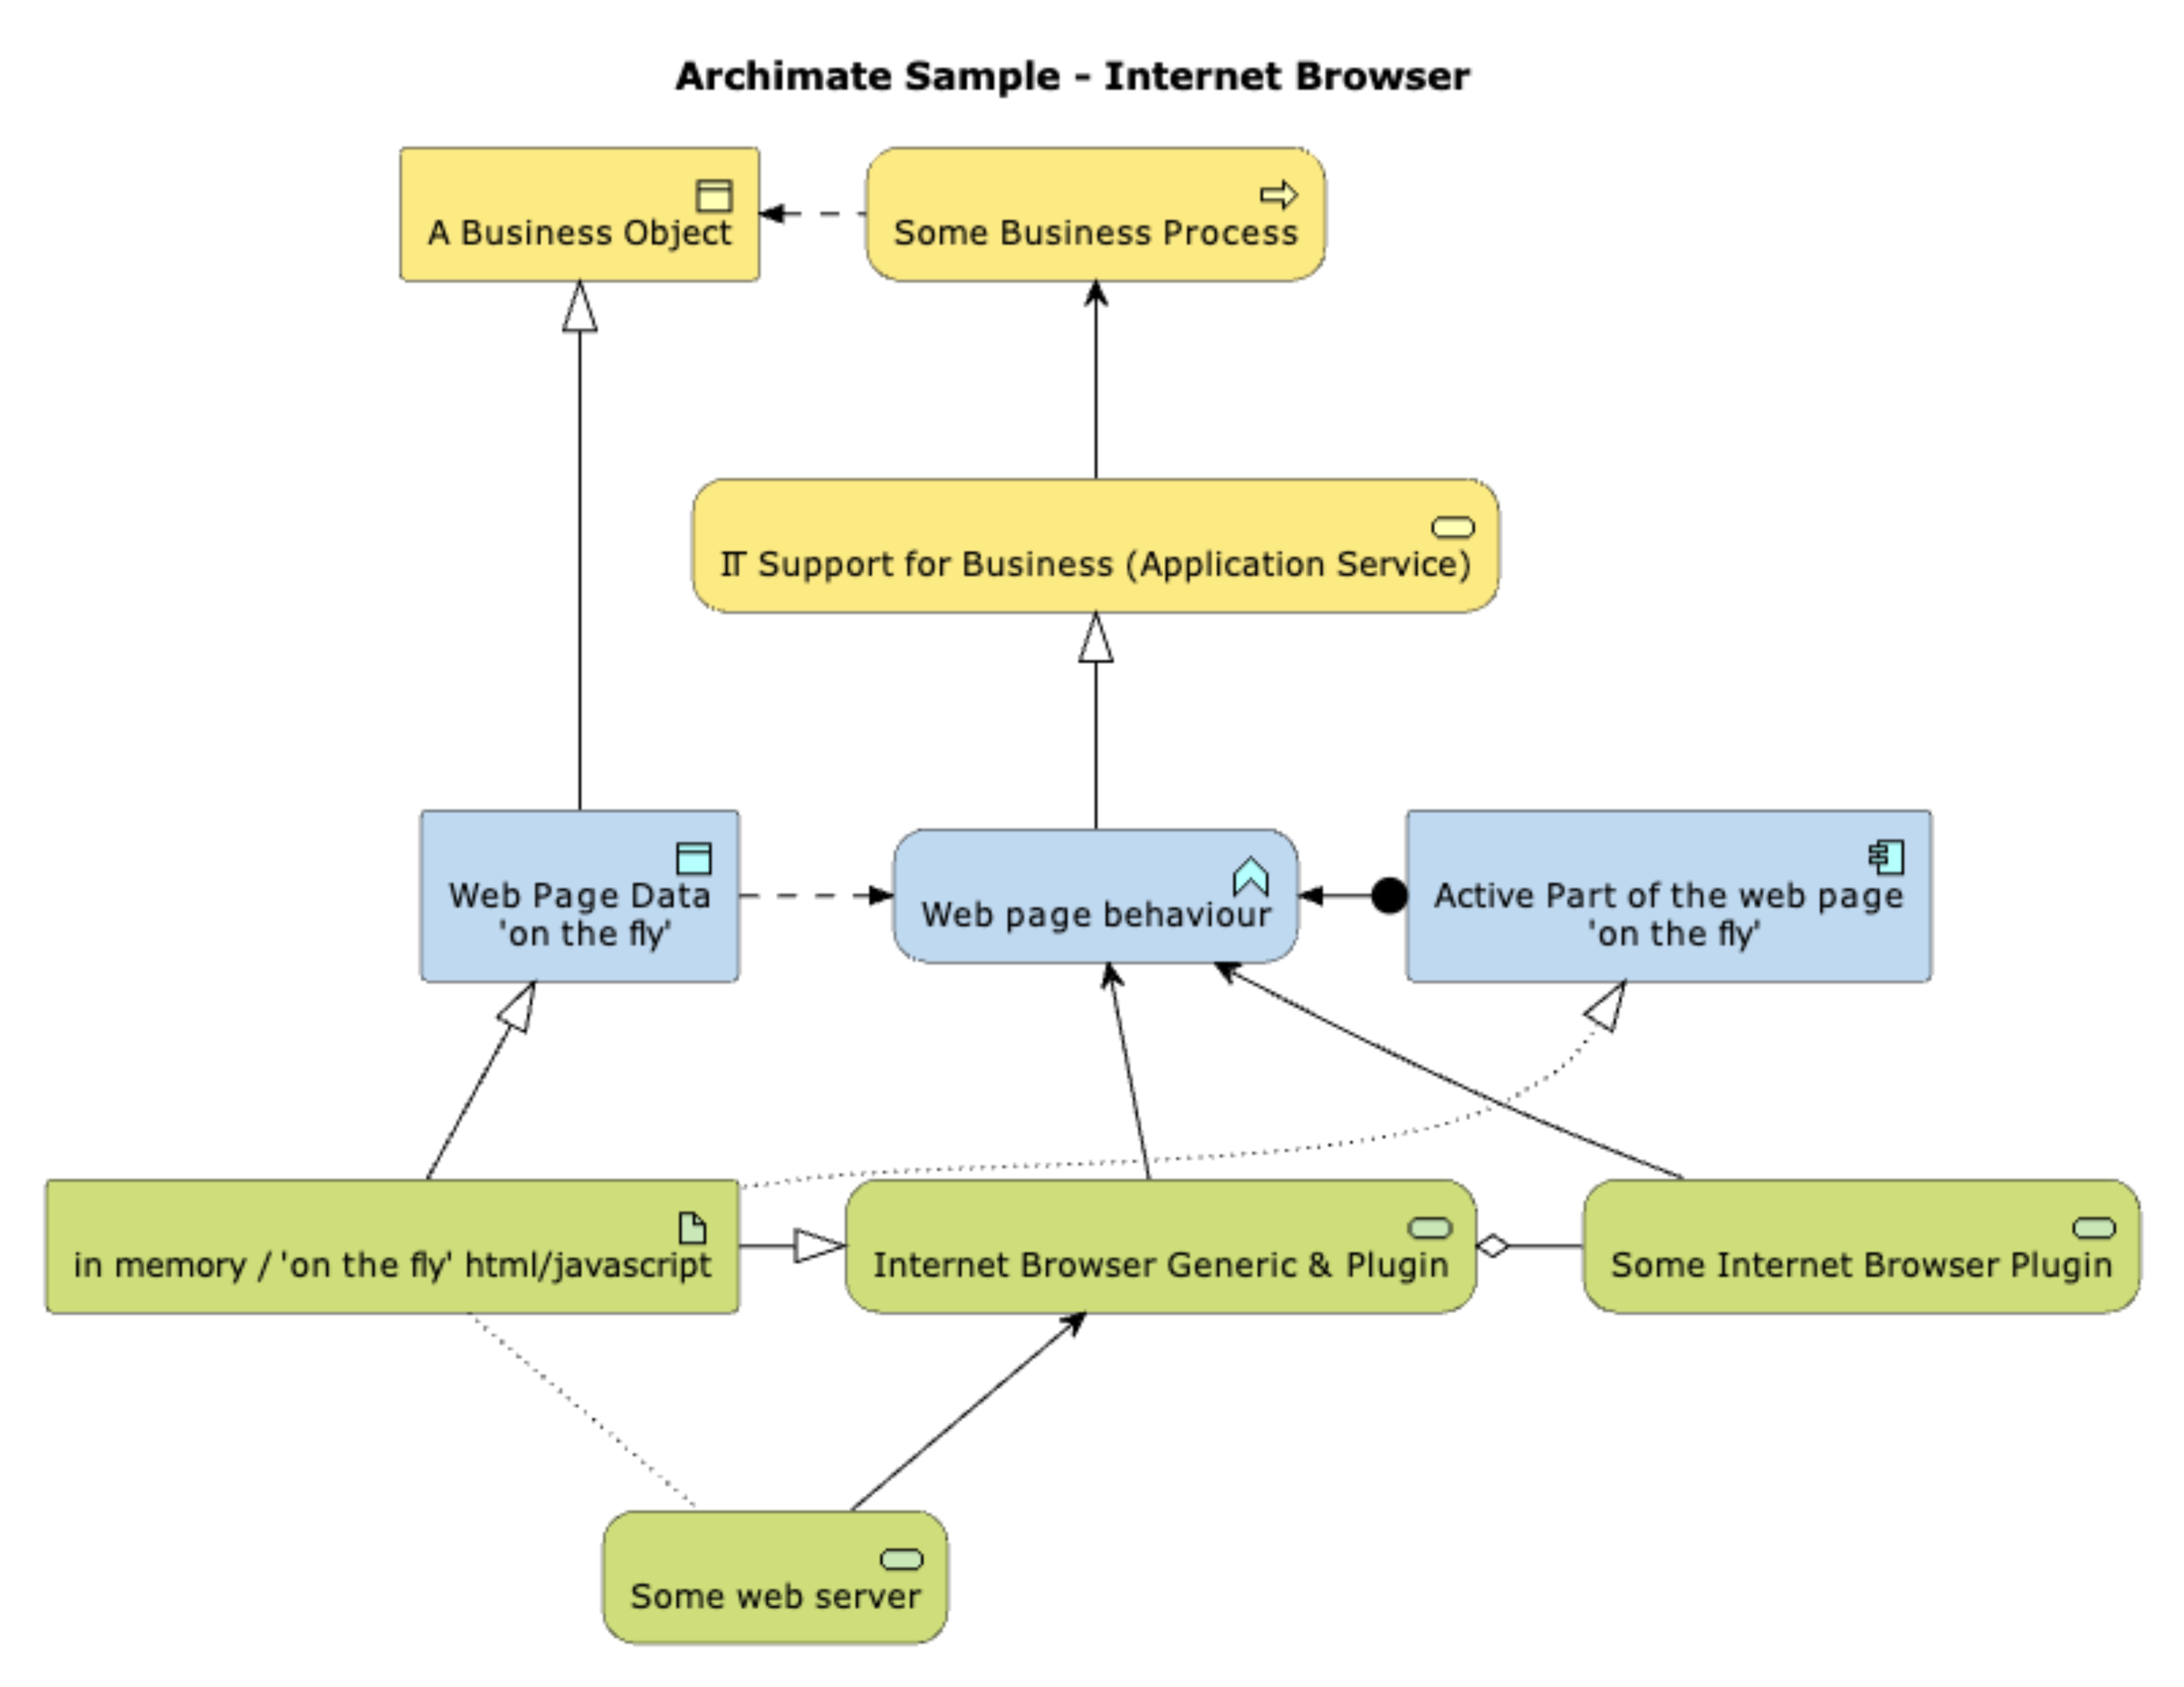 Archimate Sample - Internet Browser
A Business Object
Some Business Process
IT Support for Business (Application Service)
Web Page Data
'on the fly'
Web page behaviour
Active Part of the web page
'on the fly'
in memory / 'on the fly' html/javascript
Internet Browser Generic & Plugin
Some Internet Browser Plugin
Some web server